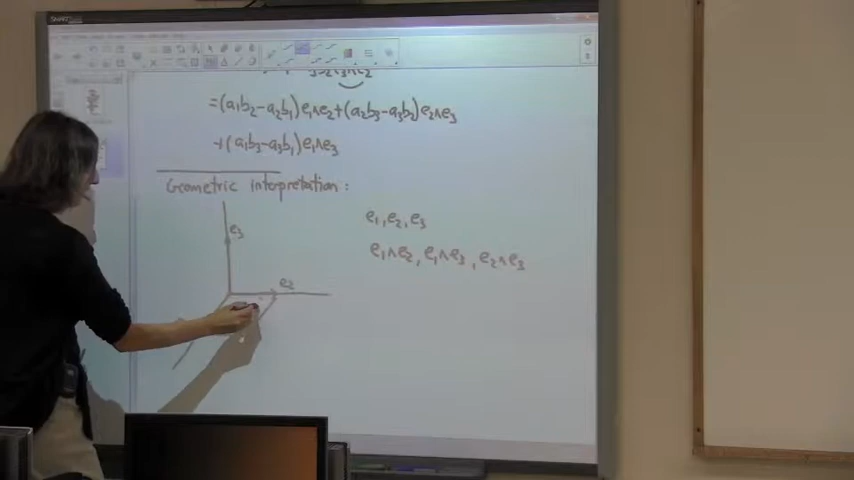 =(a₁b₂-a₂b₁)e₁∧e₂+(a₂b₃-a₃b₂)e₂∧e₃
+(a₁b₃-a₃b₁)e₁∧e₃
Geometric interpretation:
e₁, e₂, e₃
e₃
e₁∧e₂, e₁∧e₃, e₂∧e₃
e₂